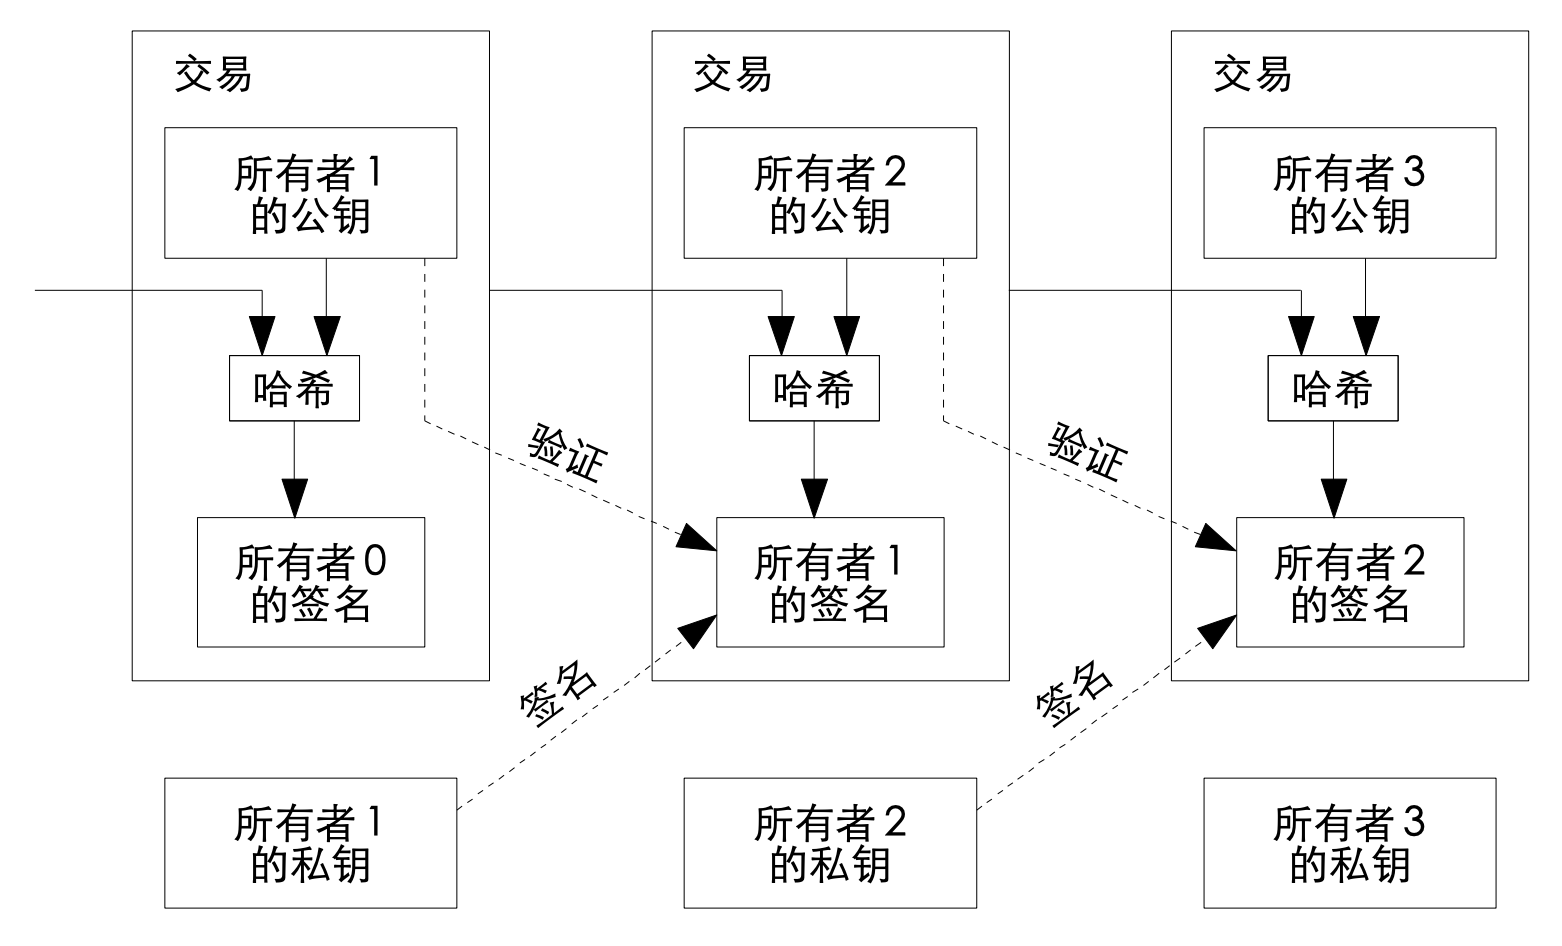 交易
交易
交易
所有者1
的公钥
所有者2
的公钥
所有者3
的公钥
哈希
哈希
哈希
验证
验证
所有者0
的签名
所有者1
的签名
所有者2
的签名
签名
签名
所有者1
的私钥
所有者2
的私钥
所有者3
的私钥